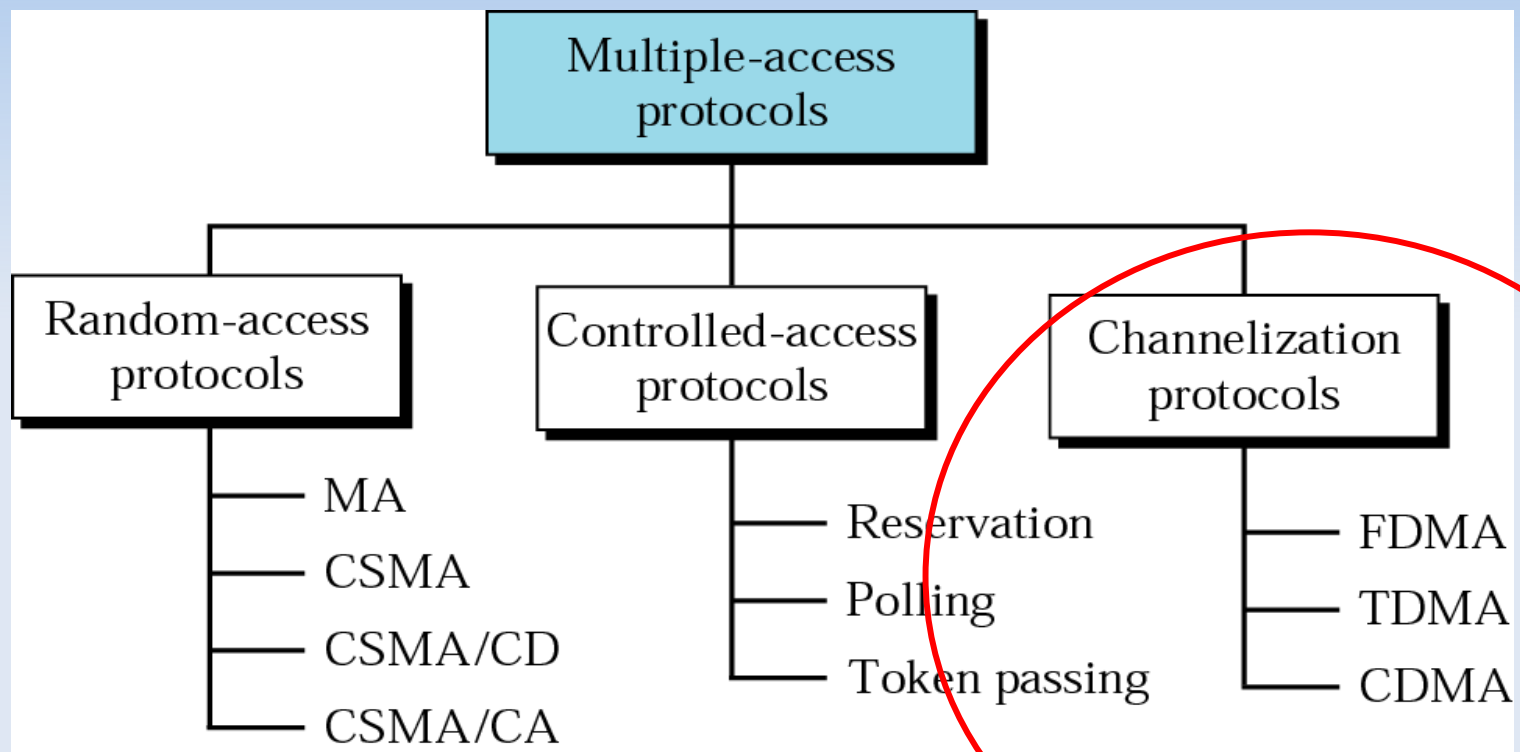 Multiple-access
protocols
Random-access
protocols
MA
CSMA
CSMA/CD
CSMA/CA
Controlled-access
protocols
Reservation
Polling
Token passing
Channelization
protocols
FDMA
TDMA
CDMA